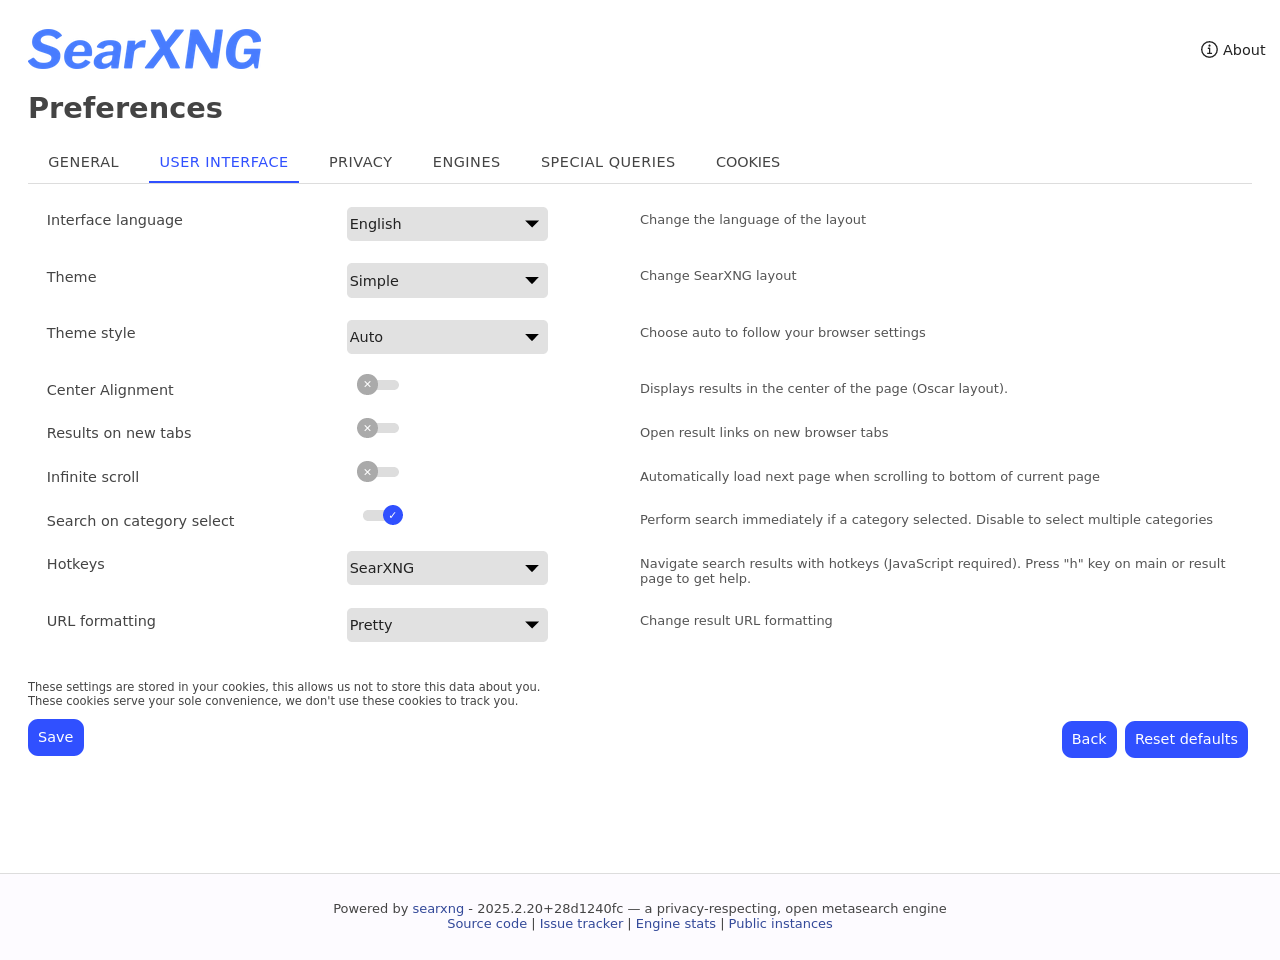 SearXNG
About
Preferences
GENERAL USER INTERFACE PRIVACY ENGINES SPECIAL QUERIES COOKIES
Interface language English Change the language of the layout
Theme Simple Change SearXNG layout
Theme style Auto Choose auto to follow your browser settings
Center Alignment Displays results in the center of the page (Oscar layout).
Results on new tabs Open result links on new browser tabs
Infinite scroll Automatically load next page when scrolling to bottom of current page
Search on category select Perform search immediately if a category selected. Disable to select multiple categories
Hotkeys SearXNG Navigate search results with hotkeys (JavaScript required). Press "h" key on main or result
page to get help.
URL formatting Pretty Change result URL formatting
These settings are stored in your cookies, this allows us not to store this data about you.
These cookies serve your sole convenience, we don't use these cookies to track you.
Save Back Reset defaults
Powered by searxng - 2025.2.20+28d1240fc — a privacy-respecting, open metasearch engine
Source code | Issue tracker | Engine stats | Public instances